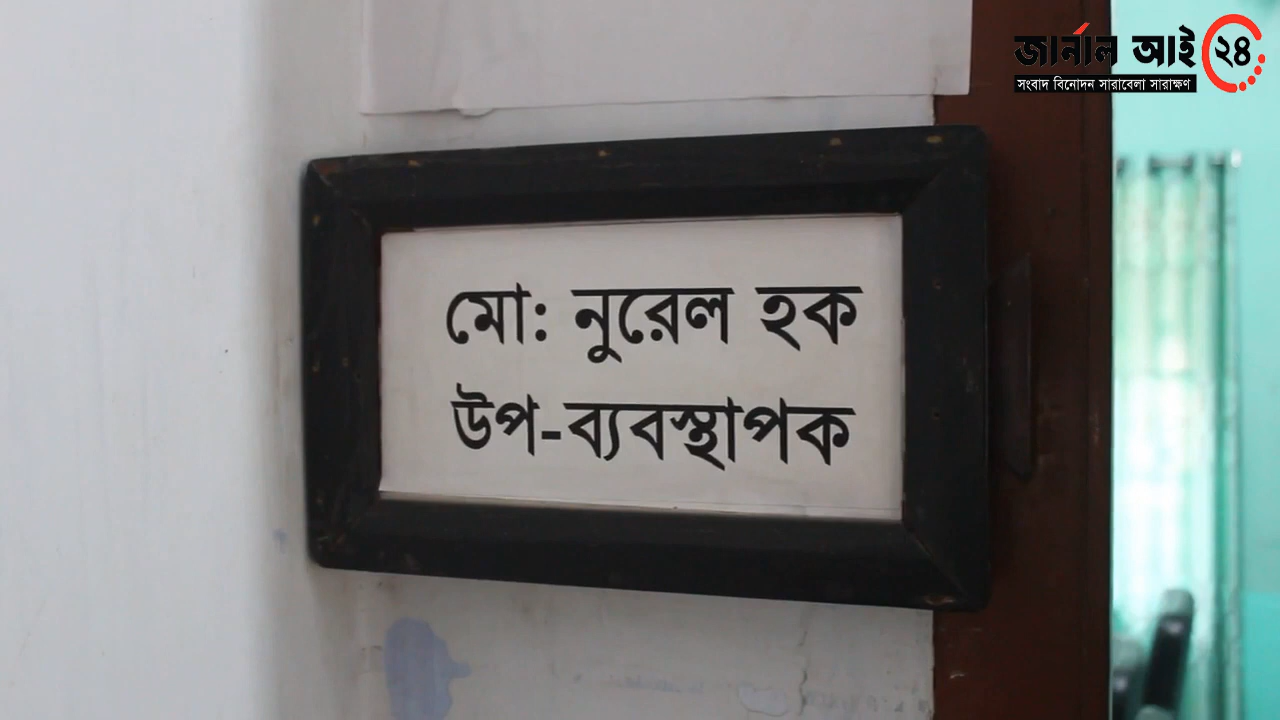 জার্নাল আই ২৪
সংবাদ বিনোদন সারাবেলা সারাক্ষণ
মো: নুরেল হক
উপ-ব্যবস্থাপক